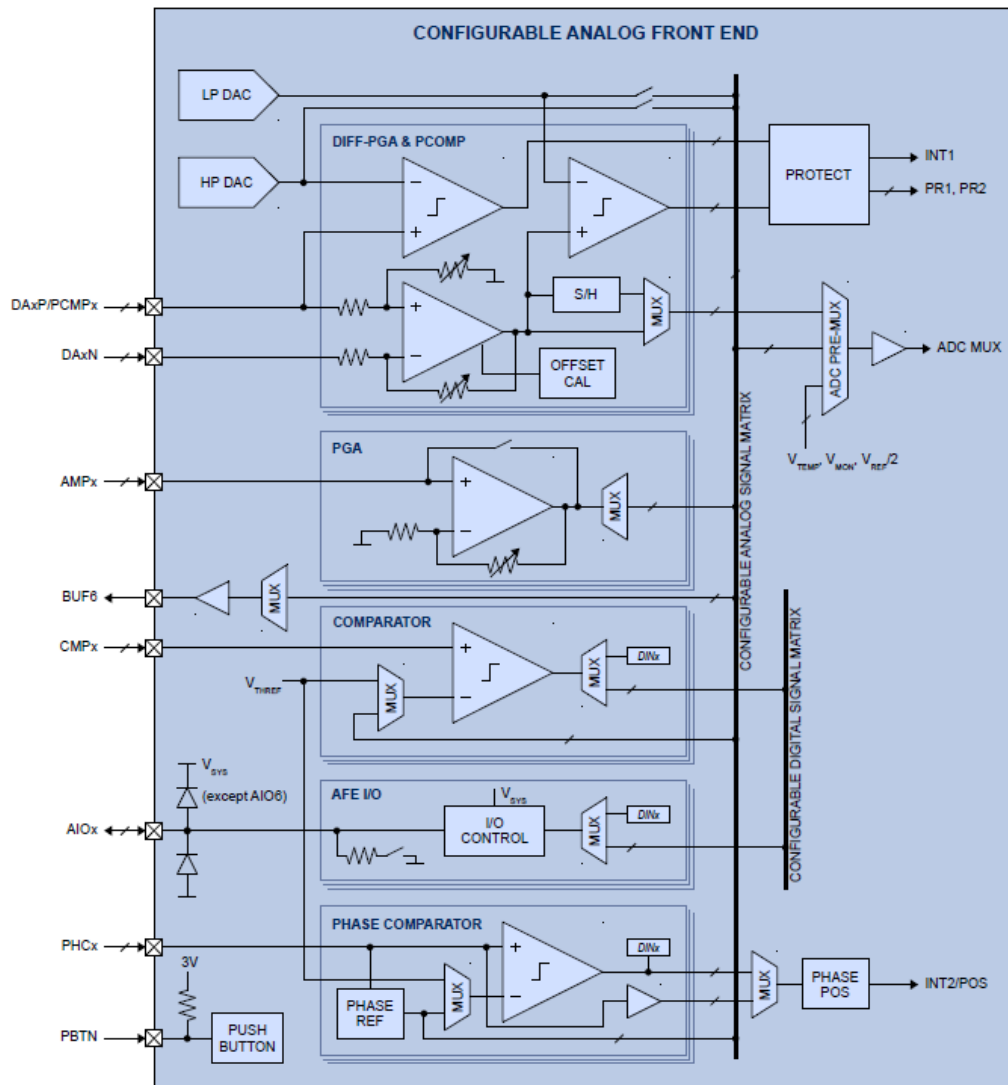 CONFIGURABLE ANALOG FRONT END
LP DAC
HP DAC
DIFF-PGA & PCOMP
−
+
−
+
PROTECT
INT1
PR1, PR2
DAxP/PCMPx
DAxN
+
−
S/H
MUX
OFFSET
CAL
ADC PRE-MUX
ADC MUX
VTEMP, VMON, VREF/2
CONFIGURABLE ANALOG SIGNAL MATRIX
PGA
AMPx
+
−
MUX
BUF6
MUX
COMPARATOR
CMPx
+
−
VTHREF
MUX
MUX
DINx
CONFIGURABLE DIGITAL SIGNAL MATRIX
AFE I/O
VSYS
(except AIO6)
AIOx
VSYS
I/O
CONTROL
MUX
DINx
PHASE COMPARATOR
PHCx
+
−
DINx
PHASE
REF
MUX
MUX
PHASE
POS
INT2/POS
3V
PBTN
PUSH
BUTTON